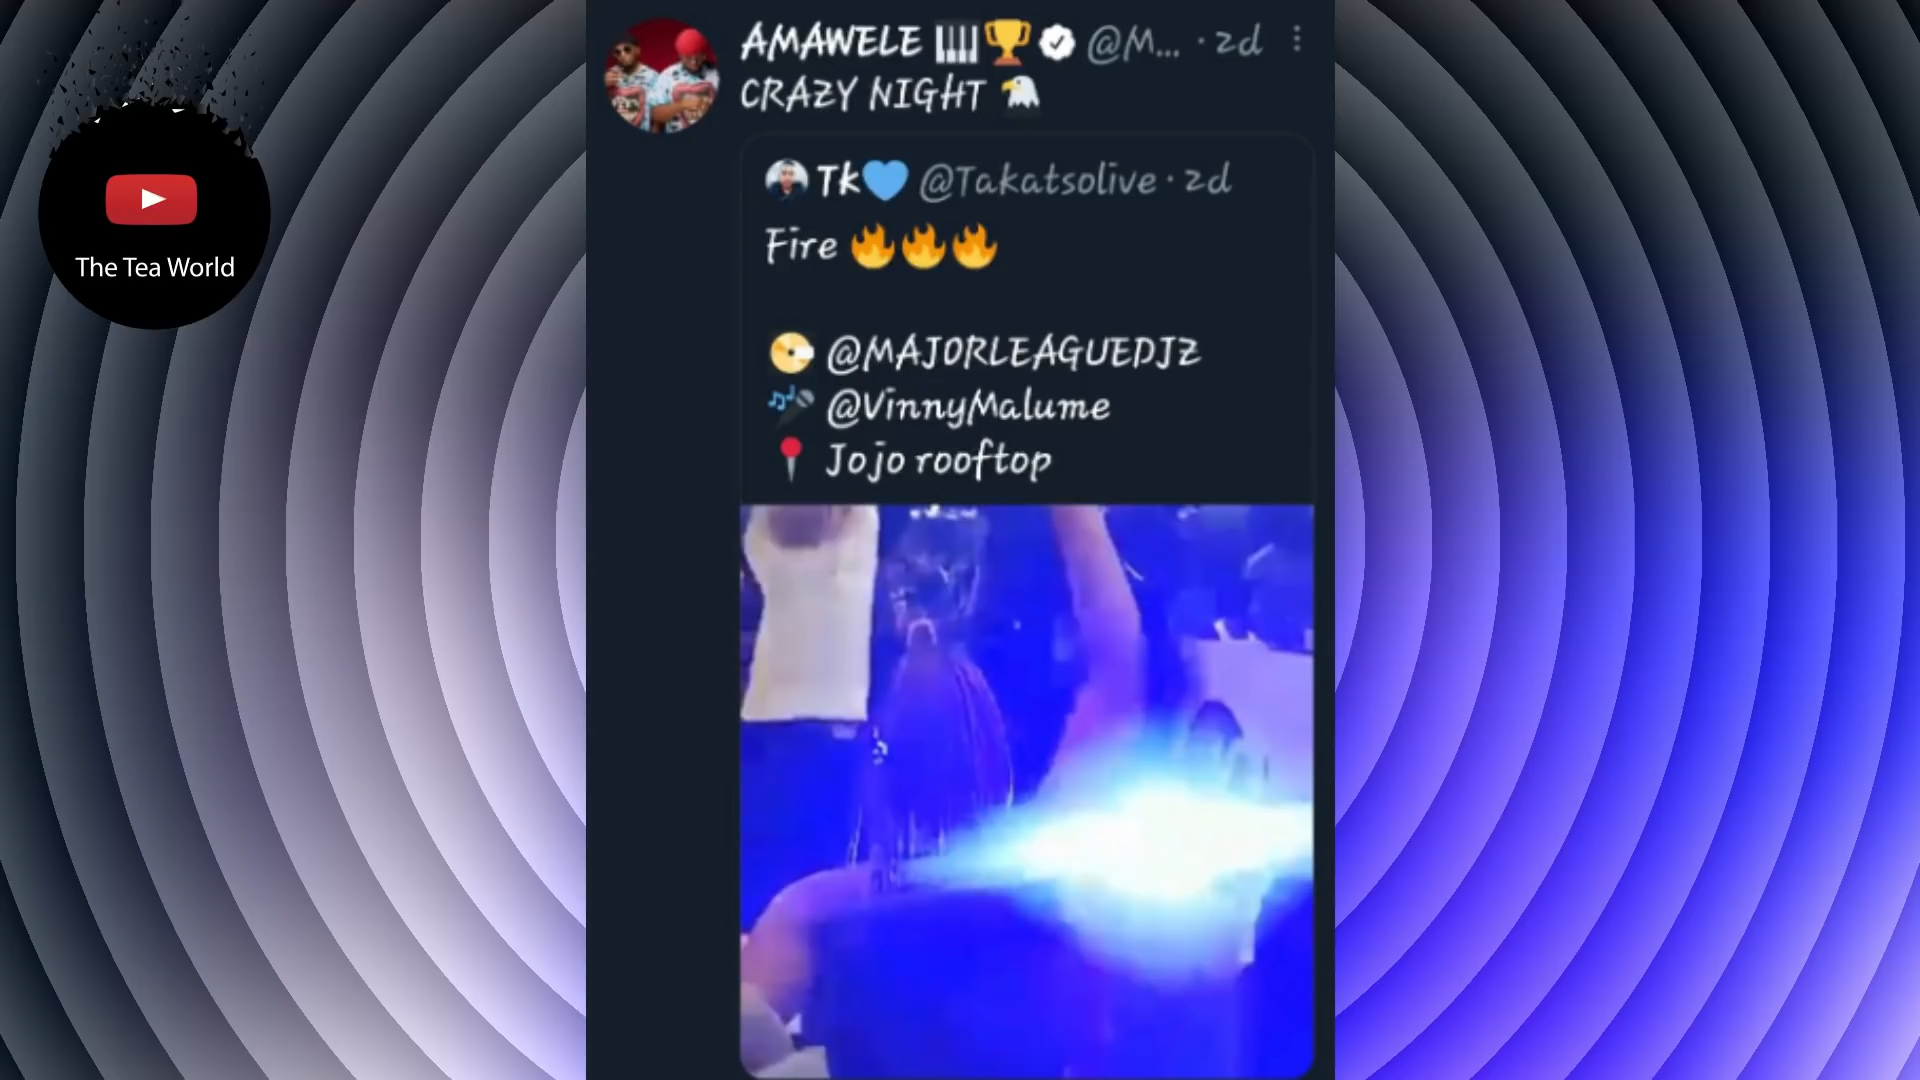 The Tea World
AMAWELE 🎹🏆 @M... · 2d
CRAZY NIGHT 🦅
Tk💙 @Takatsolive · 2d
Fire 🔥🔥🔥
📀 @MAJORLEAGUEDJZ
🎶🎤 @VinnyMalume
📍 Jojo rooftop